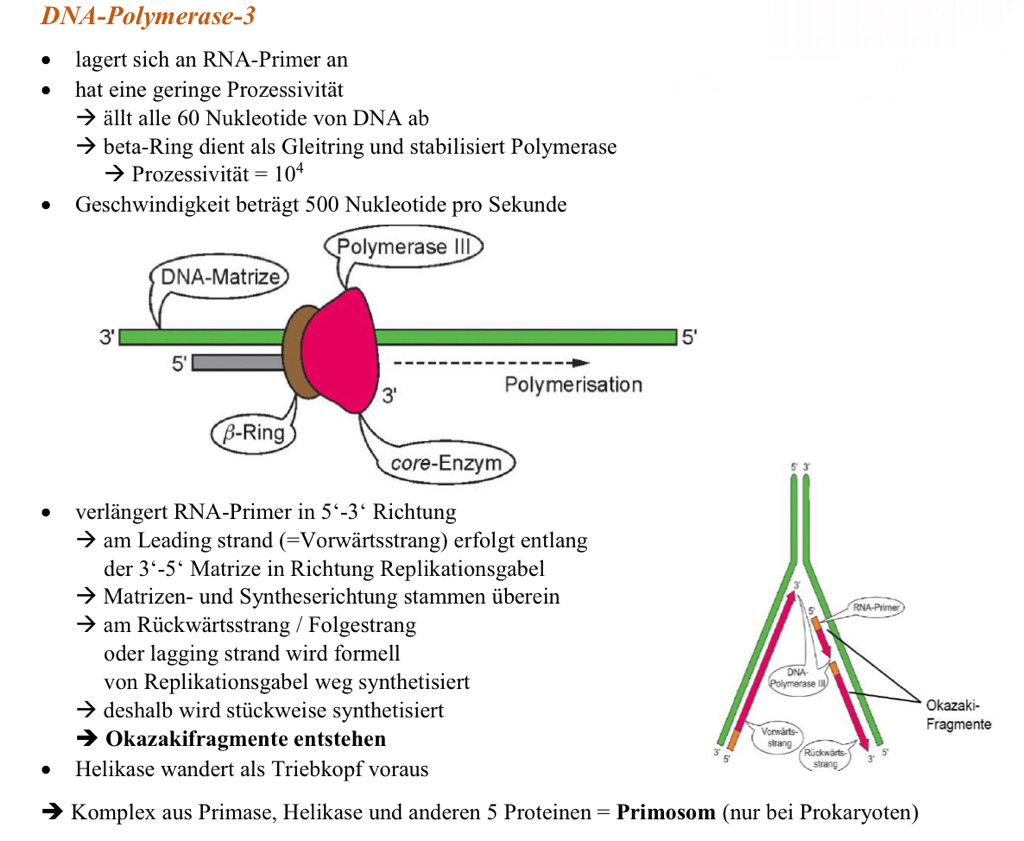 DNA-Polymerase-3
• lagert sich an RNA-Primer an
• hat eine geringe Prozessivität
→ ällt alle 60 Nukleotide von DNA ab
→ beta-Ring dient als Gleitring und stabilisiert Polymerase
→ Prozessivität = 10⁴
• Geschwindigkeit beträgt 500 Nukleotide pro Sekunde
Polymerase III
DNA-Matrize
3' 5'
5'
3'
Polymerisation
β-Ring
core-Enzym
• verlängert RNA-Primer in 5‘-3‘ Richtung
→ am Leading strand (=Vorwärtsstrang) erfolgt entlang
der 3‘-5‘ Matrize in Richtung Replikationsgabel
→ Matrizen- und Syntheserichtung stammen überein
→ am Rückwärtsstrang / Folgestrang
oder lagging strand wird formell
von Replikationsgabel weg synthetisiert
→ deshalb wird stückweise synthetisiert
➔ Okazakifragmente entstehen
• Helikase wandert als Triebkopf voraus
5' 3'
3'
5'
RNA-Primer
DNA-
Polymerase III
Okazaki-
Fragmente
Vorwärts-
strang
Rückwärts-
strang
3' 5'
3' 5'
➔ Komplex aus Primase, Helikase und anderen 5 Proteinen = Primosom (nur bei Prokaryoten)